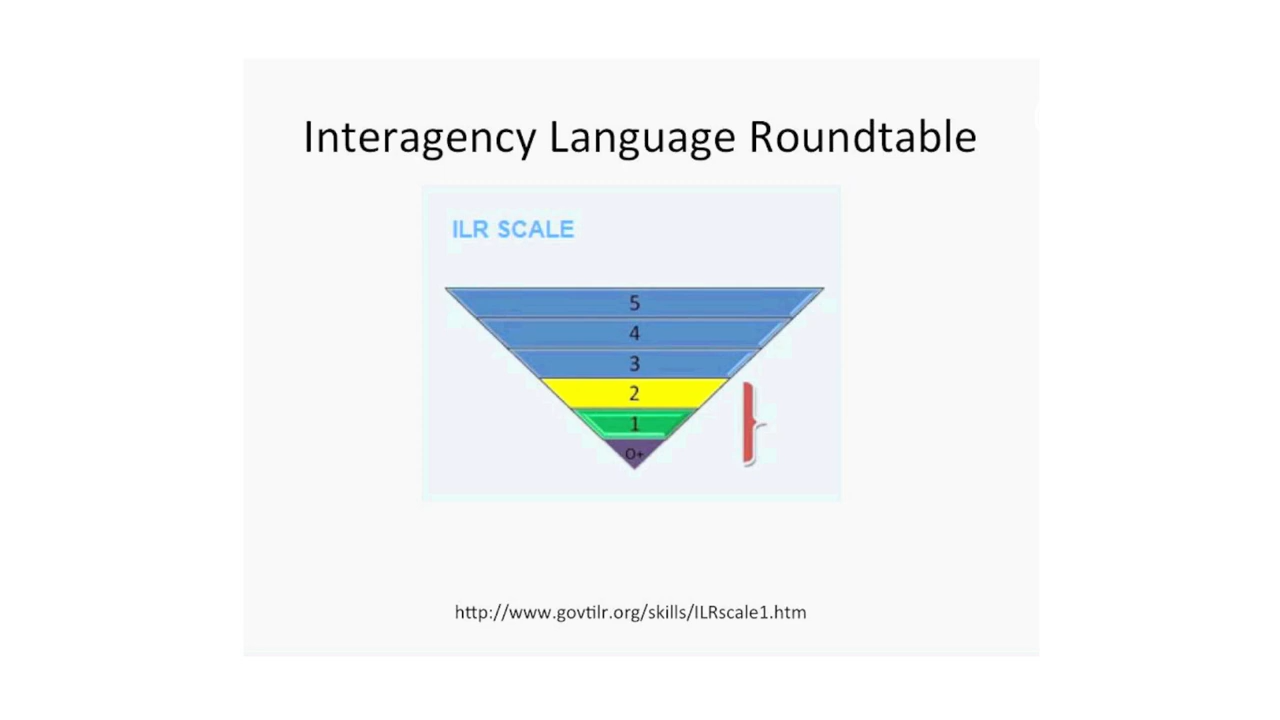 Interagency Language Roundtable
ILR SCALE
5
4
3
2
1
0+
http://www.govtilr.org/skills/ILRscale1.htm